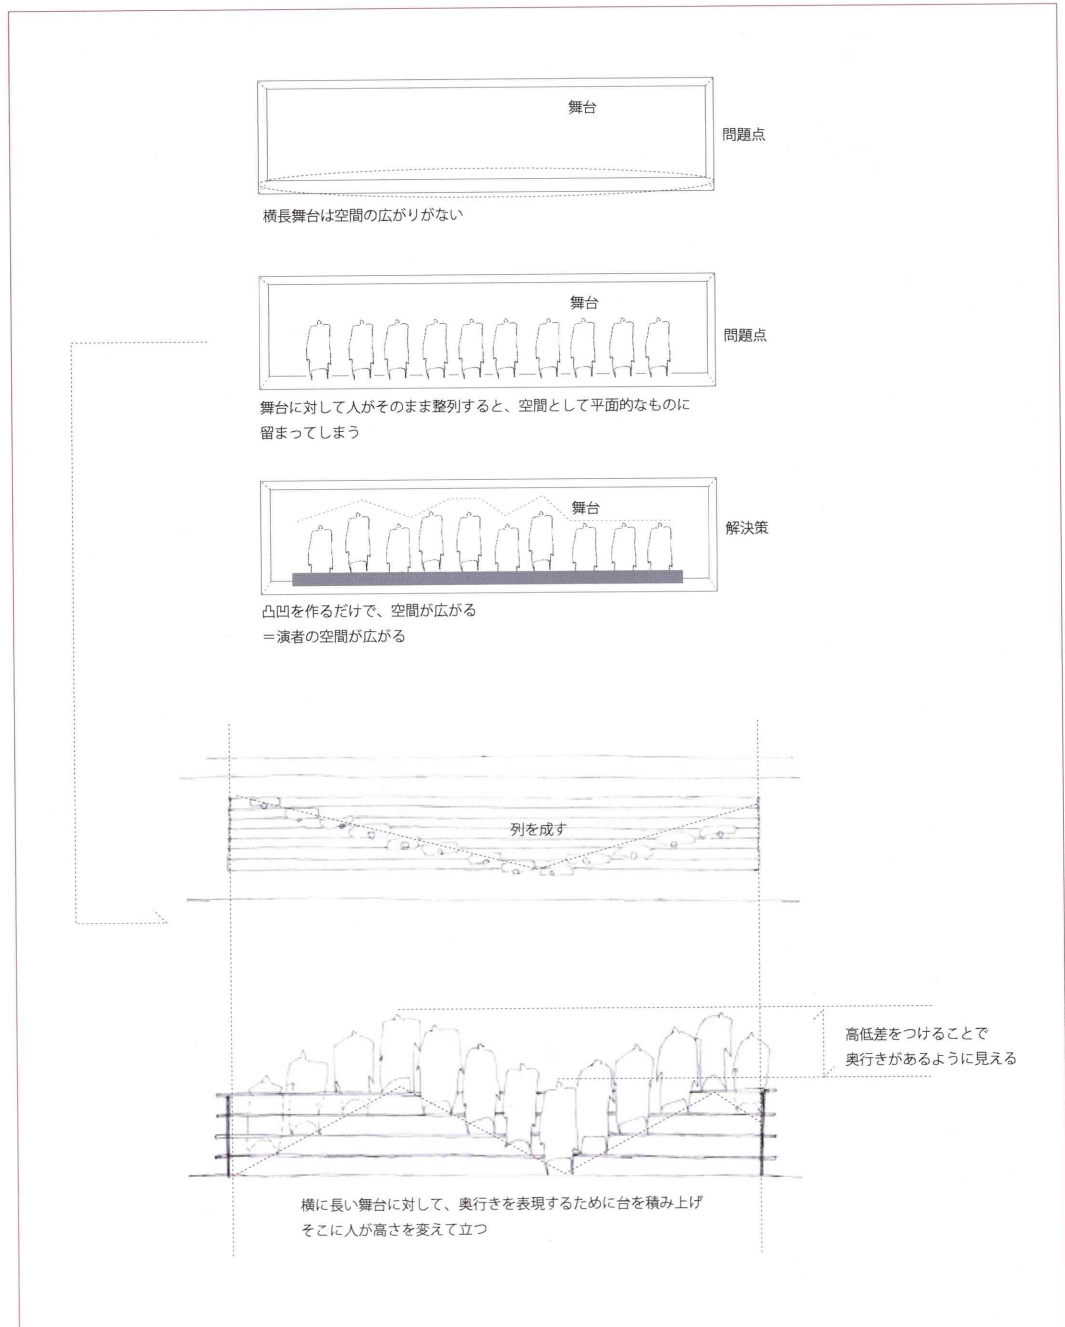 舞台
問題点
横長舞台は空間の広がりがない
舞台
問題点
舞台に対して人がそのまま整列すると、空間として平面的なものに
留まってしまう
舞台
解決策
凸凹を作るだけで、空間が広がる
＝演者の空間が広がる
列を成す
高低差をつけることで
奥行きがあるように見える
横に長い舞台に対して、奥行きを表現するために台を積み上げ
そこに人が高さを変えて立つ